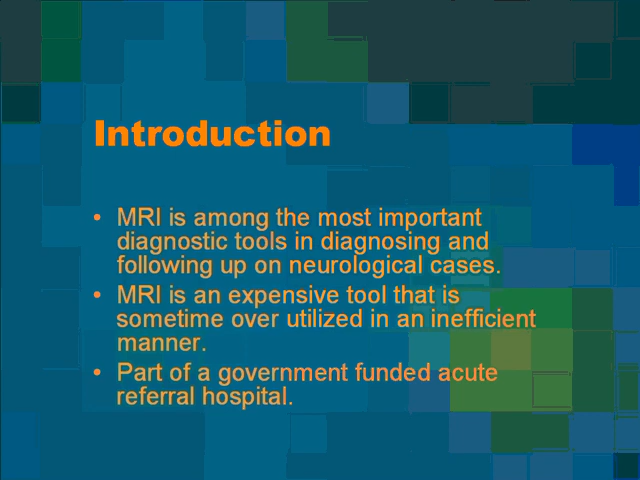 Introduction
• MRI is among the most important
diagnostic tools in diagnosing and
following up on neurological cases.
• MRI is an expensive tool that is
sometime over utilized in an inefficient
manner.
• Part of a government funded acute
referral hospital.